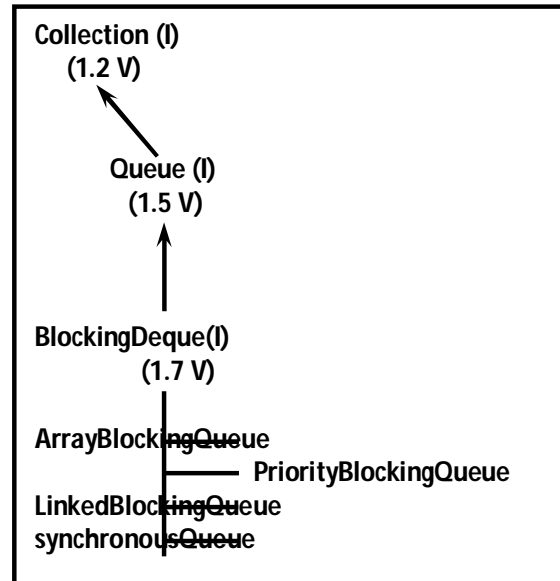 Collection (I)
(1.2 V)
Queue (I)
(1.5 V)
BlockingDeque(I)
(1.7 V)
ArrayBlockingQueue
PriorityBlockingQueue
LinkedBlockingQueue
synchronousQueue